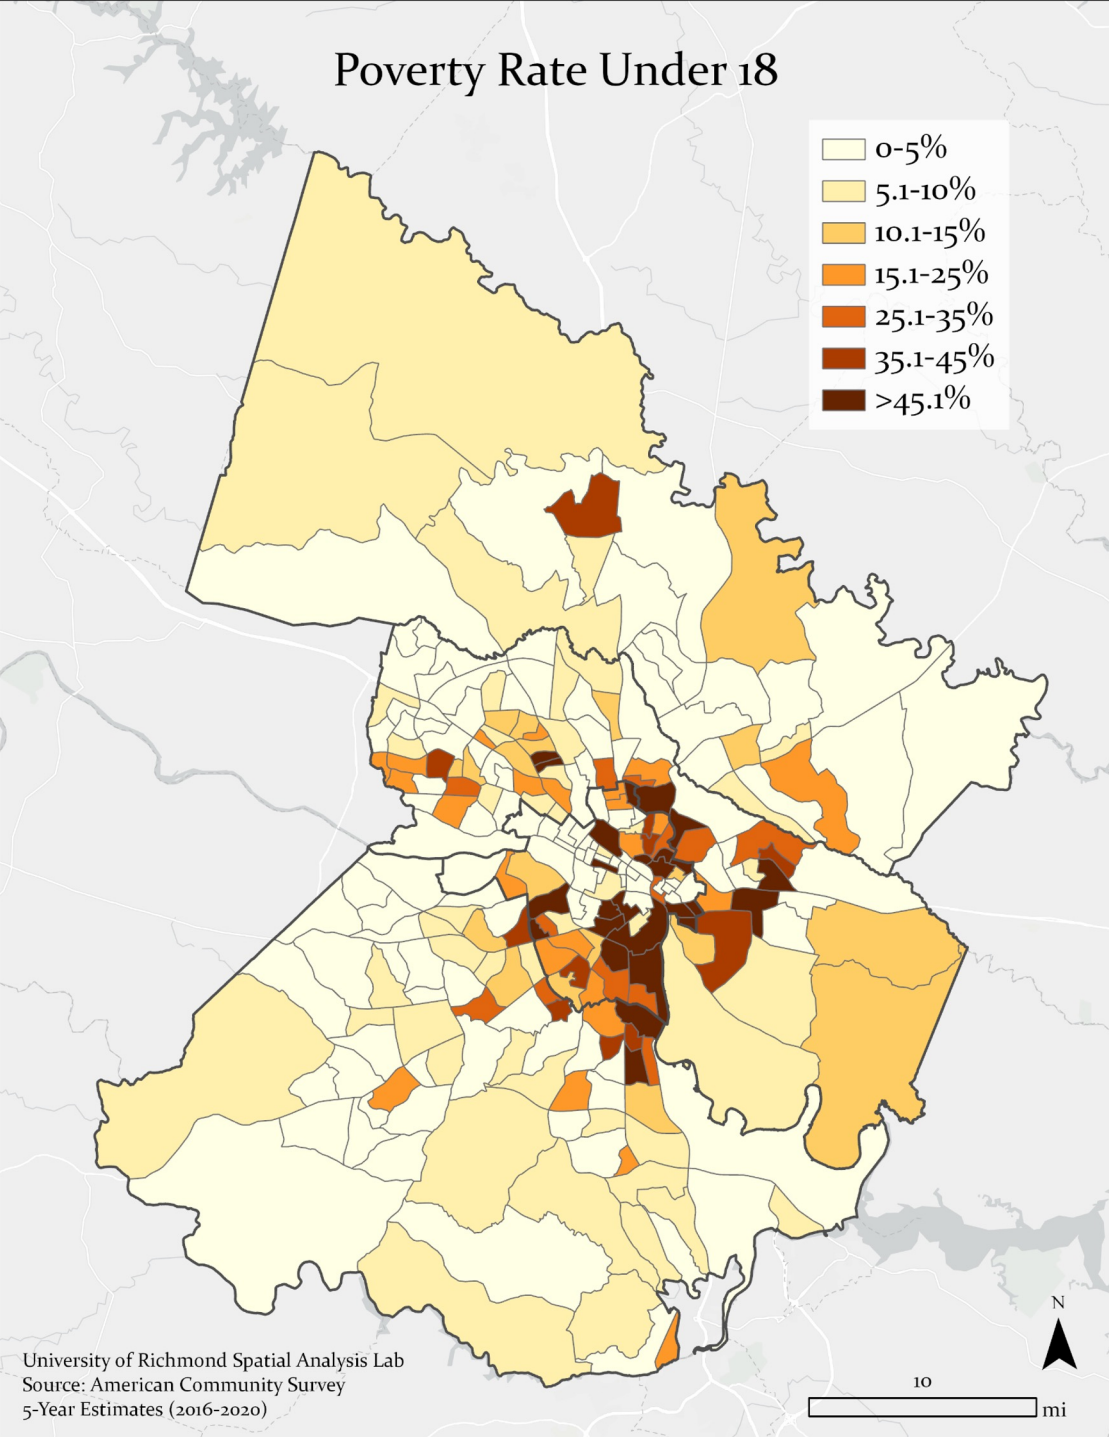 Poverty Rate Under 18
0-5%
5.1-10%
10.1-15%
15.1-25%
25.1-35%
35.1-45%
>45.1%
N
University of Richmond Spatial Analysis Lab
Source: American Community Survey
5-Year Estimates (2016-2020)
10
mi